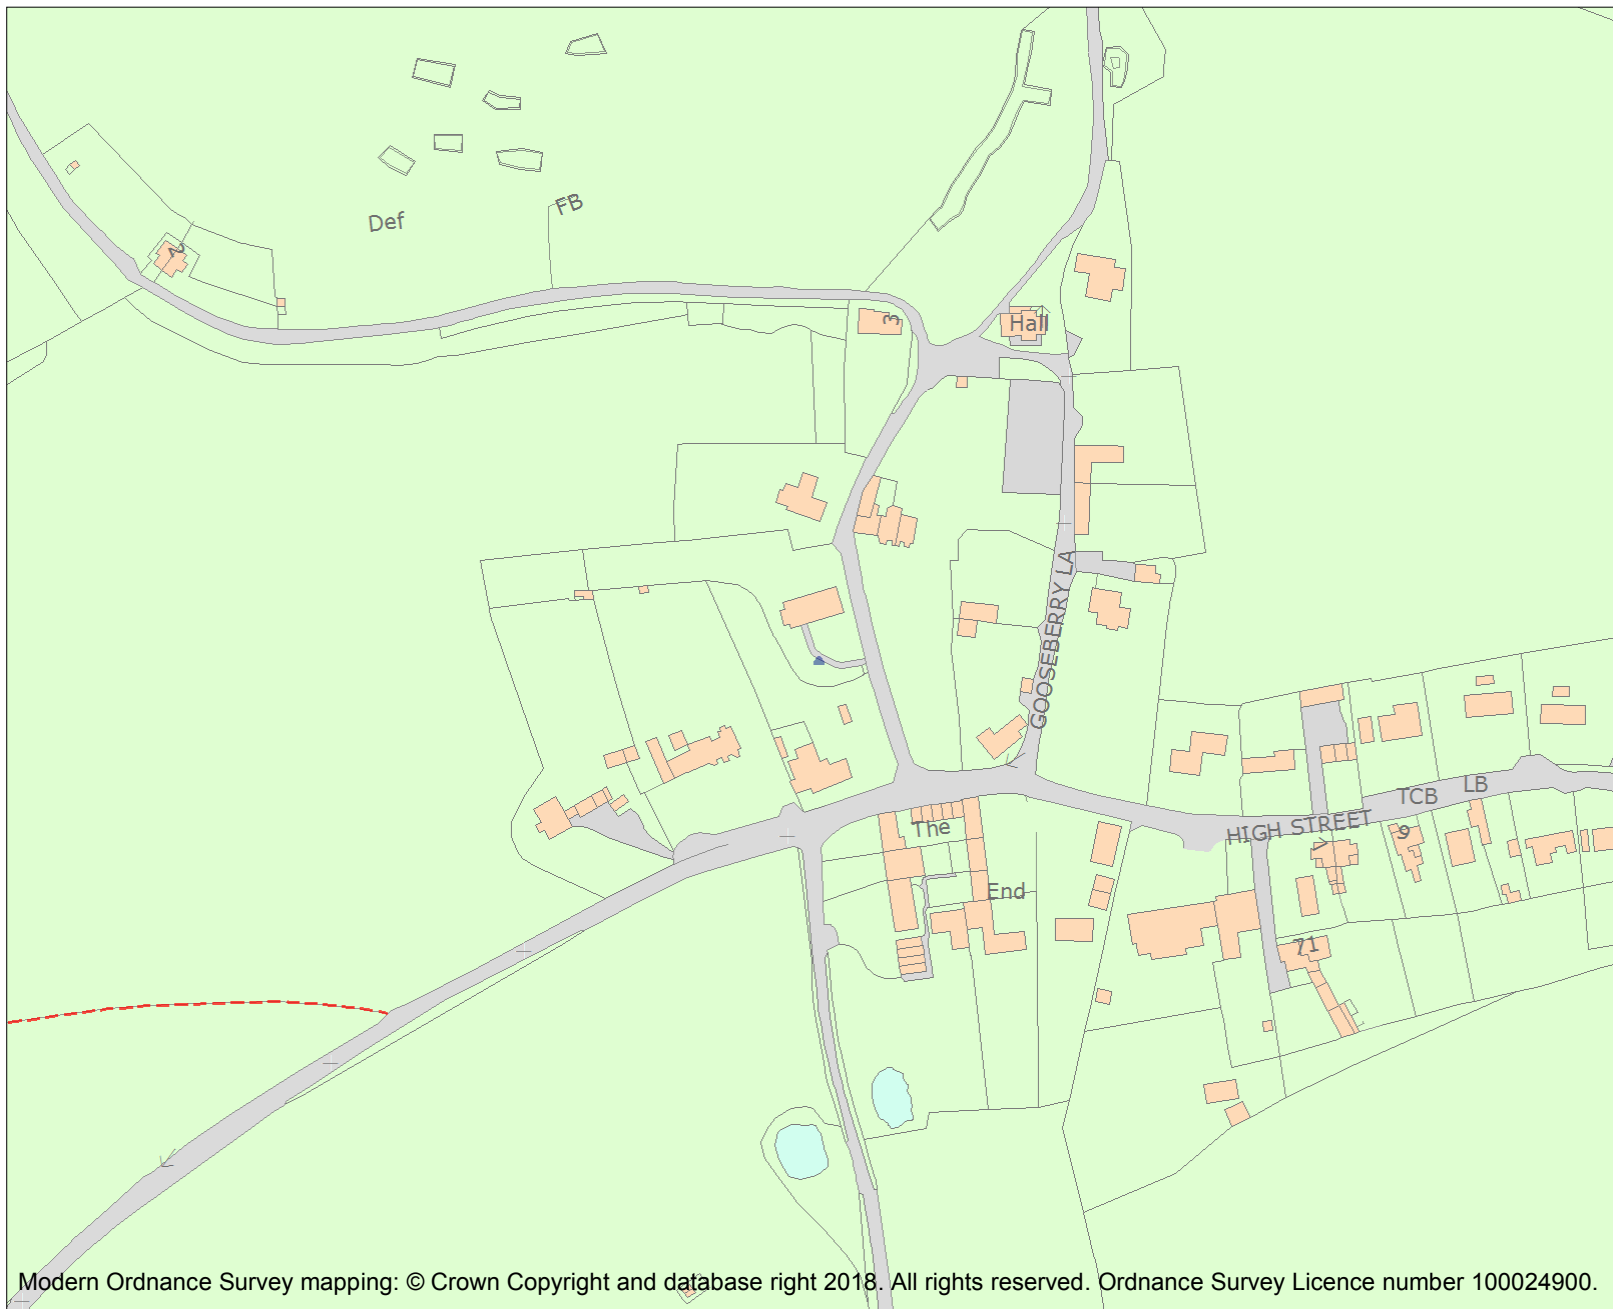 FB
Def
2
3
Hall
GOOSEBERRY LA
LB
TCB
HIGH STREET
The
9
End
71
Modern Ordnance Survey mapping: © Crown Copyright and database right 2018. All rights reserved. Ordnance Survey Licence number 100024900.